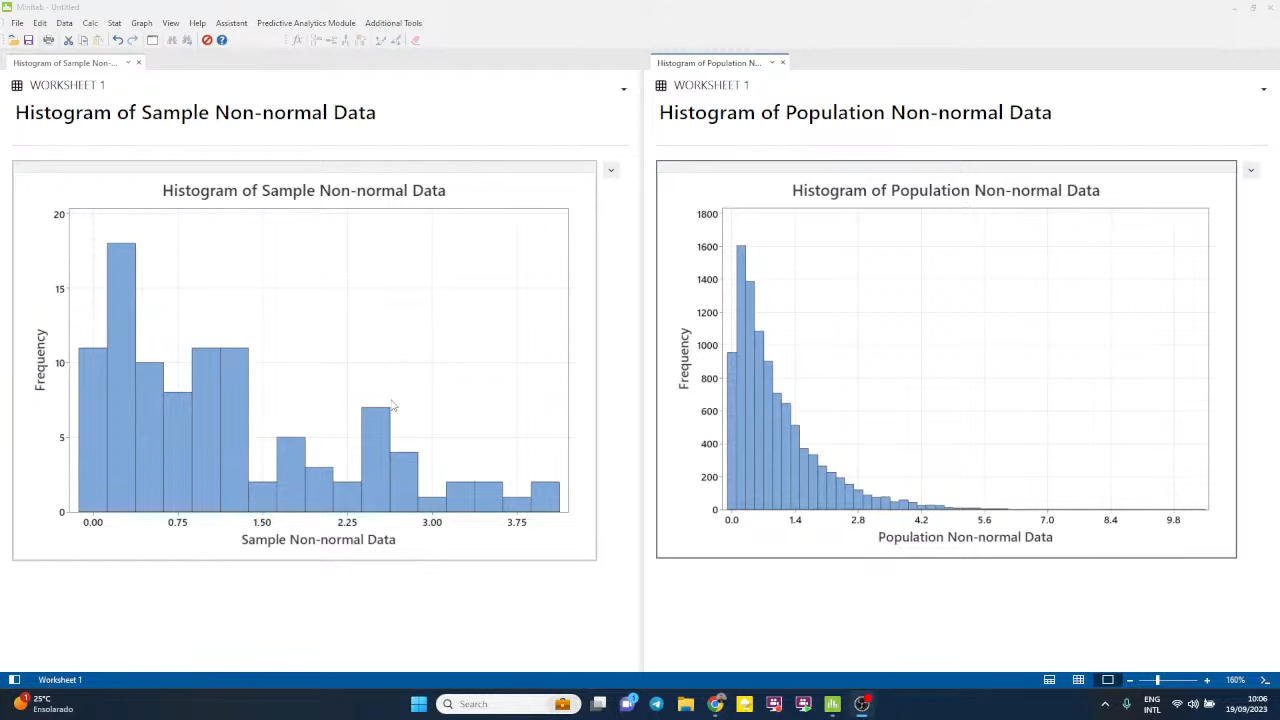 Minitab - Untitled
File Edit Data Calc Stat Graph View Help Assistant Predictive Analytics Module Additional Tools
Histogram of Sample Non-...
Histogram of Population N...
WORKSHEET 1
WORKSHEET 1
Histogram of Sample Non-normal Data
Histogram of Population Non-normal Data
Histogram of Sample Non-normal Data
20
15
10
5
0
Frequency
0.00 0.75 1.50 2.25 3.00 3.75
Sample Non-normal Data
Histogram of Population Non-normal Data
1800
1600
1400
1200
1000
800
600
400
200
0
Frequency
0.0 1.4 2.8 4.2 5.6 7.0 8.4 9.8
Population Non-normal Data
Worksheet 1
160%
1
25°C
Ensolarado
Search
1
ENG
INTL
10:06
19/09/2023